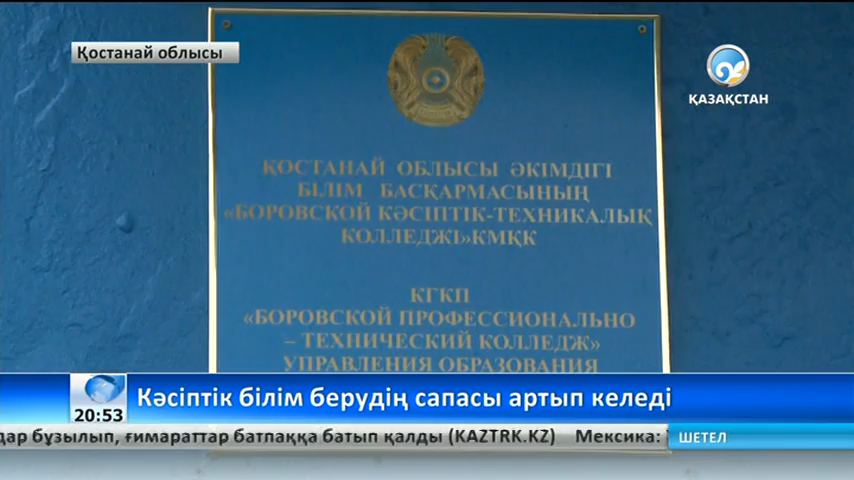 Қостанай облысы
ҚАЗАҚСТАН
ҚОСТАНАЙ ОБЛЫСЫ ӘКІМДІГІ
БІЛІМ БАСҚАРМАСЫНЫҢ
«БОРОВСКОЙ КӘСІПТІК-ТЕХНИКАЛЫҚ
КОЛЛЕДЖІ»КМҚК
КГКП
«БОРОВСКОЙ ПРОФЕССИОНАЛЬНО
– ТЕХНИЧЕСКИЙ КОЛЛЕДЖ»
УПРАВЛЕНИЯ ОБРАЗОВАНИЯ
Кәсіптік білім берудің сапасы артып келеді
20:53
дар бұзылып, ғимараттар батпаққа батып қалды (KAZTRK.KZ) Мексика:
ШЕТЕЛ